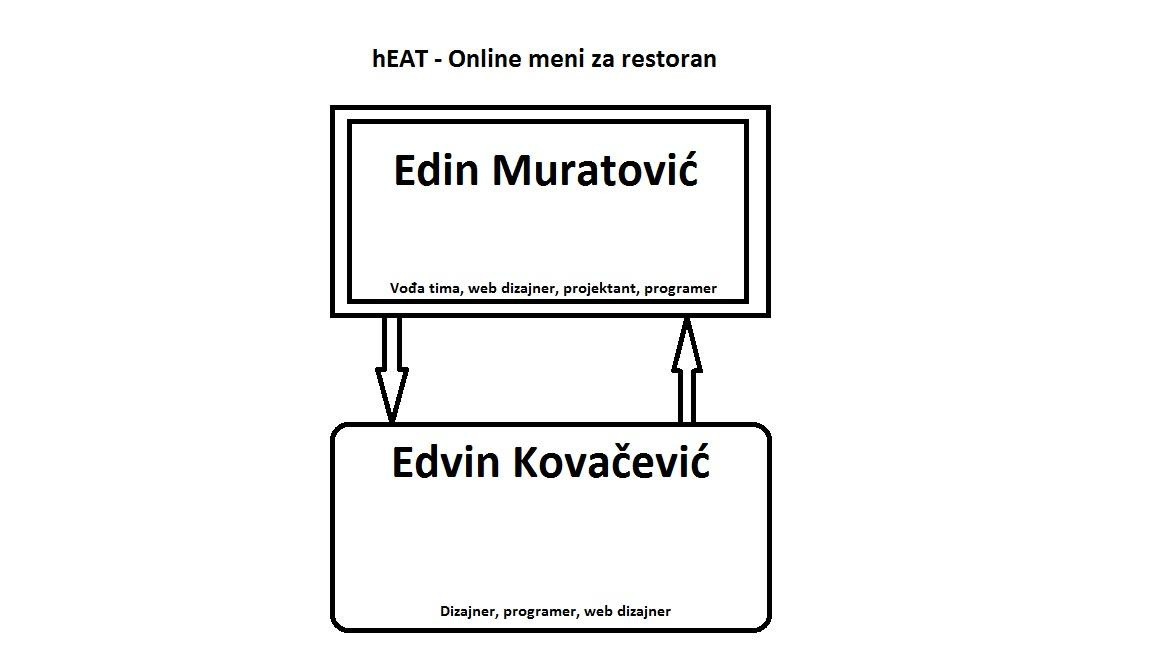 hEAT - Online meni za restoran
Edin Muratović
Vođa tima, web dizajner, projektant, programer
Edvin Kovačević
Dizajner, programer, web dizajner